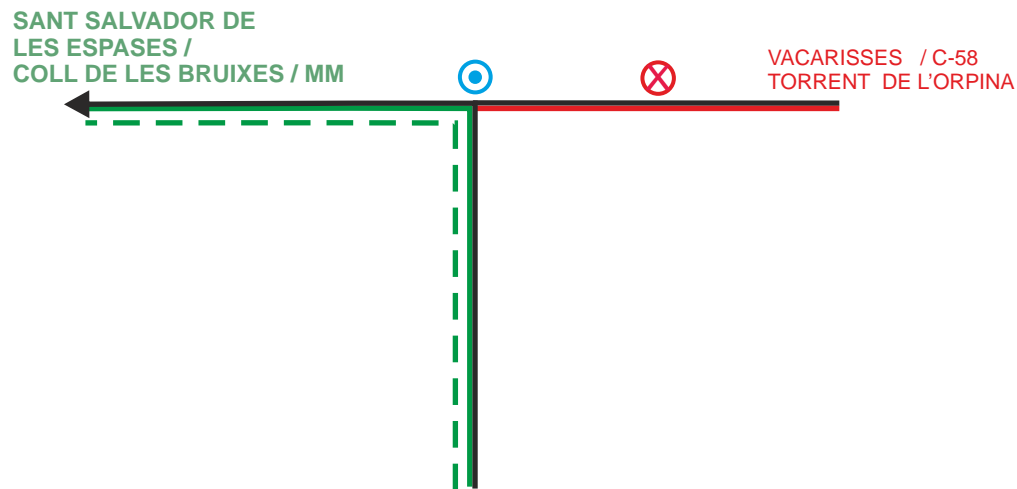 SANT SALVADOR DE
LES ESPASES /
COLL DE LES BRUIXES / MM
VACARISSES / C-58
TORRENT DE L'ORPINA